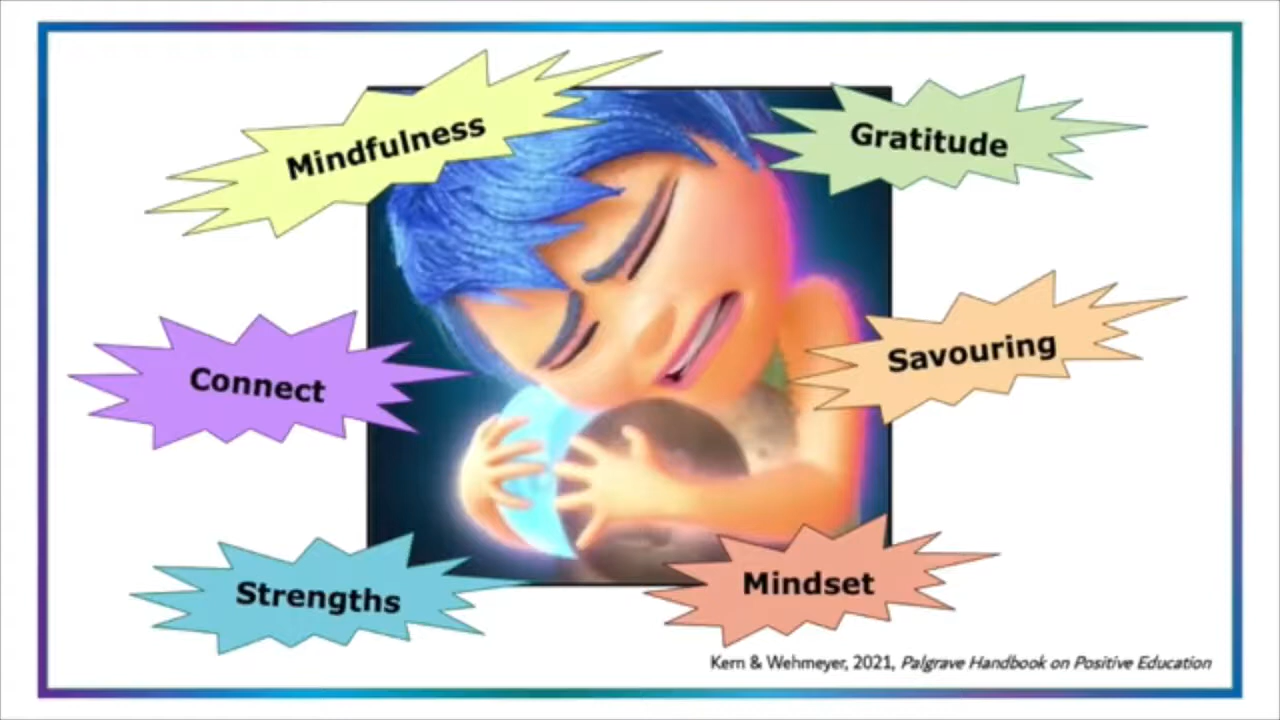 Mindfulness
Gratitude
Connect
Savouring
Strengths
Mindset
Kern & Wehmeyer, 2021, Palgrave Handbook on Positive Education